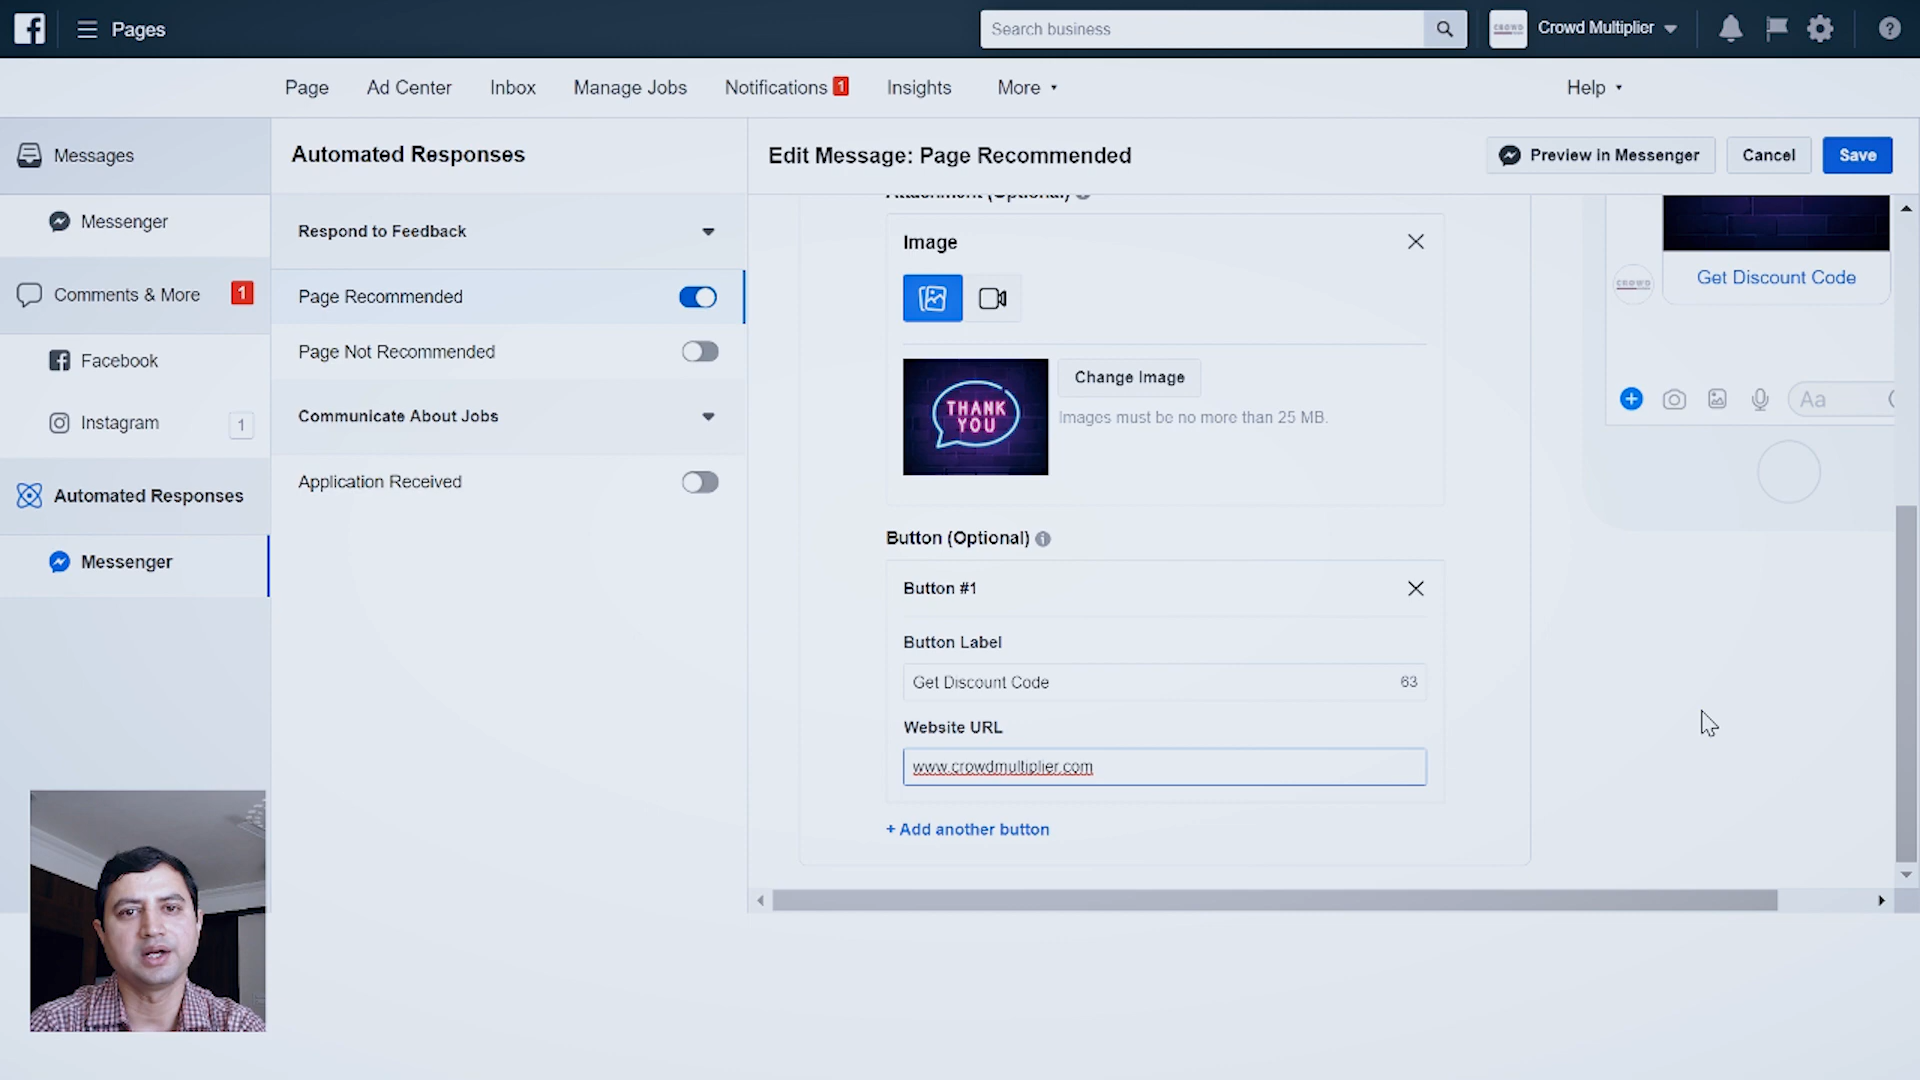 Pages
Search business
CROWD
Crowd Multiplier
Page
Ad Center
Inbox
Manage Jobs
Notifications
1
Insights
More
Help
Messages
Messenger
Comments & More
1
Facebook
Instagram
1
Automated Responses
Messenger
Automated Responses
Respond to Feedback
Page Recommended
Page Not Recommended
Communicate About Jobs
Application Received
Edit Message: Page Recommended
Preview in Messenger
Cancel
Save
Attachment (Optional)
Image
THANK
YOU
Change Image
Images must be no more than 25 MB.
Button (Optional)
Button #1
Button Label
Get Discount Code
63
Website URL
www.crowdmultiplier.com
+ Add another button
CROWD
Get Discount Code
Aa